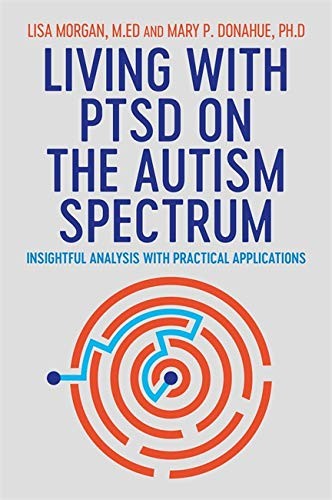 LISA MORGAN, M.ED AND MARY P. DONAHUE, PH.D
LIVING WITH
PTSD ON
THE AUTISM
SPECTRUM
INSIGHTFUL ANALYSIS WITH PRACTICAL APPLICATIONS